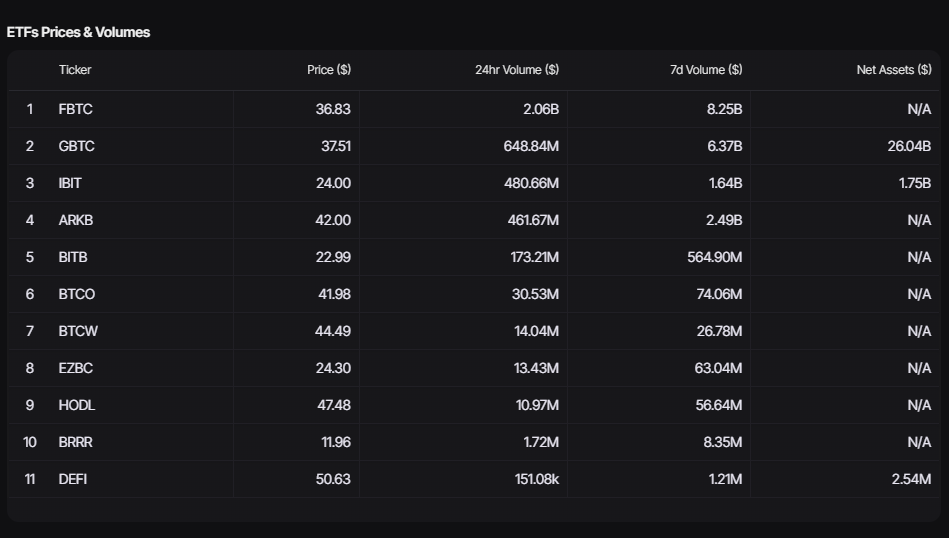 ETFs Prices & Volumes
Ticker Price ($) 24hr Volume ($) 7d Volume ($) Net Assets ($)
1 FBTC 36.83 2.06B 8.25B N/A
2 GBTC 37.51 648.84M 6.37B 26.04B
3 IBIT 24.00 480.66M 1.64B 1.75B
4 ARKB 42.00 461.67M 2.49B N/A
5 BITB 22.99 173.21M 564.90M N/A
6 BTCO 41.98 30.53M 74.06M N/A
7 BTCW 44.49 14.04M 26.78M N/A
8 EZBC 24.30 13.43M 63.04M N/A
9 HODL 47.48 10.97M 56.64M N/A
10 BRRR 11.96 1.72M 8.35M N/A
11 DEFI 50.63 151.08k 1.21M 2.54M